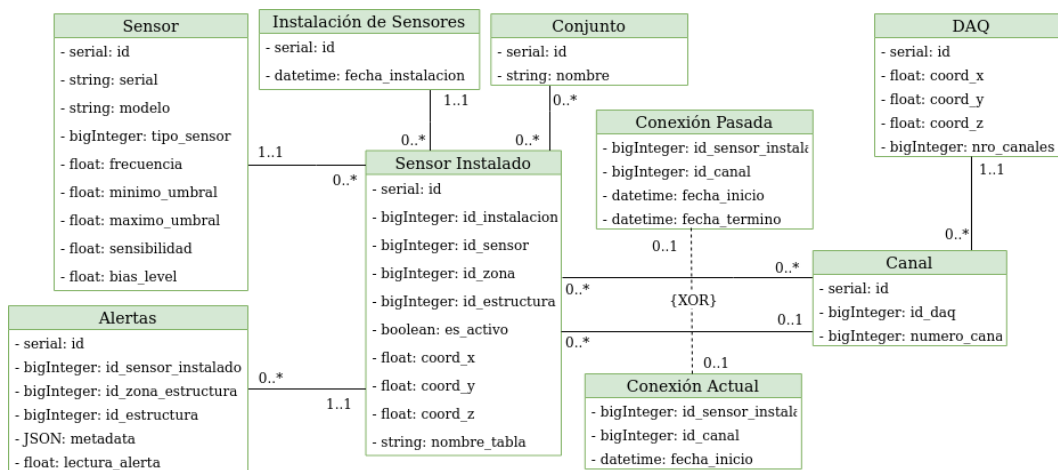 Sensor
- serial: id
- string: serial
- string: modelo
- bigInteger: tipo_sensor
- float: frecuencia
- float: minimo_umbral
- float: maximo_umbral
- float: sensibilidad
- float: bias_level
Instalación de Sensores
- serial: id
- datetime: fecha_instalacion
Conjunto
- serial: id
- string: nombre
DAQ
- serial: id
- float: coord_x
- float: coord_y
- float: coord_z
- bigInteger: nro_canales
1..1
0..*
0..*
0..*
1..1
0..*
Conexión Pasada
- bigInteger: id_sensor_instala
- bigInteger: id_canal
- datetime: fecha_inicio
- datetime: fecha_termino
1..1
0..*
Sensor Instalado
- serial: id
- bigInteger: id_instalacion
- bigInteger: id_sensor
- bigInteger: id_zona
- bigInteger: id_estructura
- boolean: es_activo
- float: coord_x
- float: coord_y
- float: coord_z
- string: nombre_tabla
0..1
0..*
0..*
{XOR}
0..1
0..*
0..1
Canal
- serial: id
- bigInteger: id_daq
- bigInteger: numero_cana
Alertas
- serial: id
- bigInteger: id_sensor_instalado
- bigInteger: id_zona_estructura
- bigInteger: id_estructura
- JSON: metadata
- float: lectura_alerta
0..*
1..1
Conexión Actual
- bigInteger: id_sensor_instala
- bigInteger: id_canal
- datetime: fecha_inicio